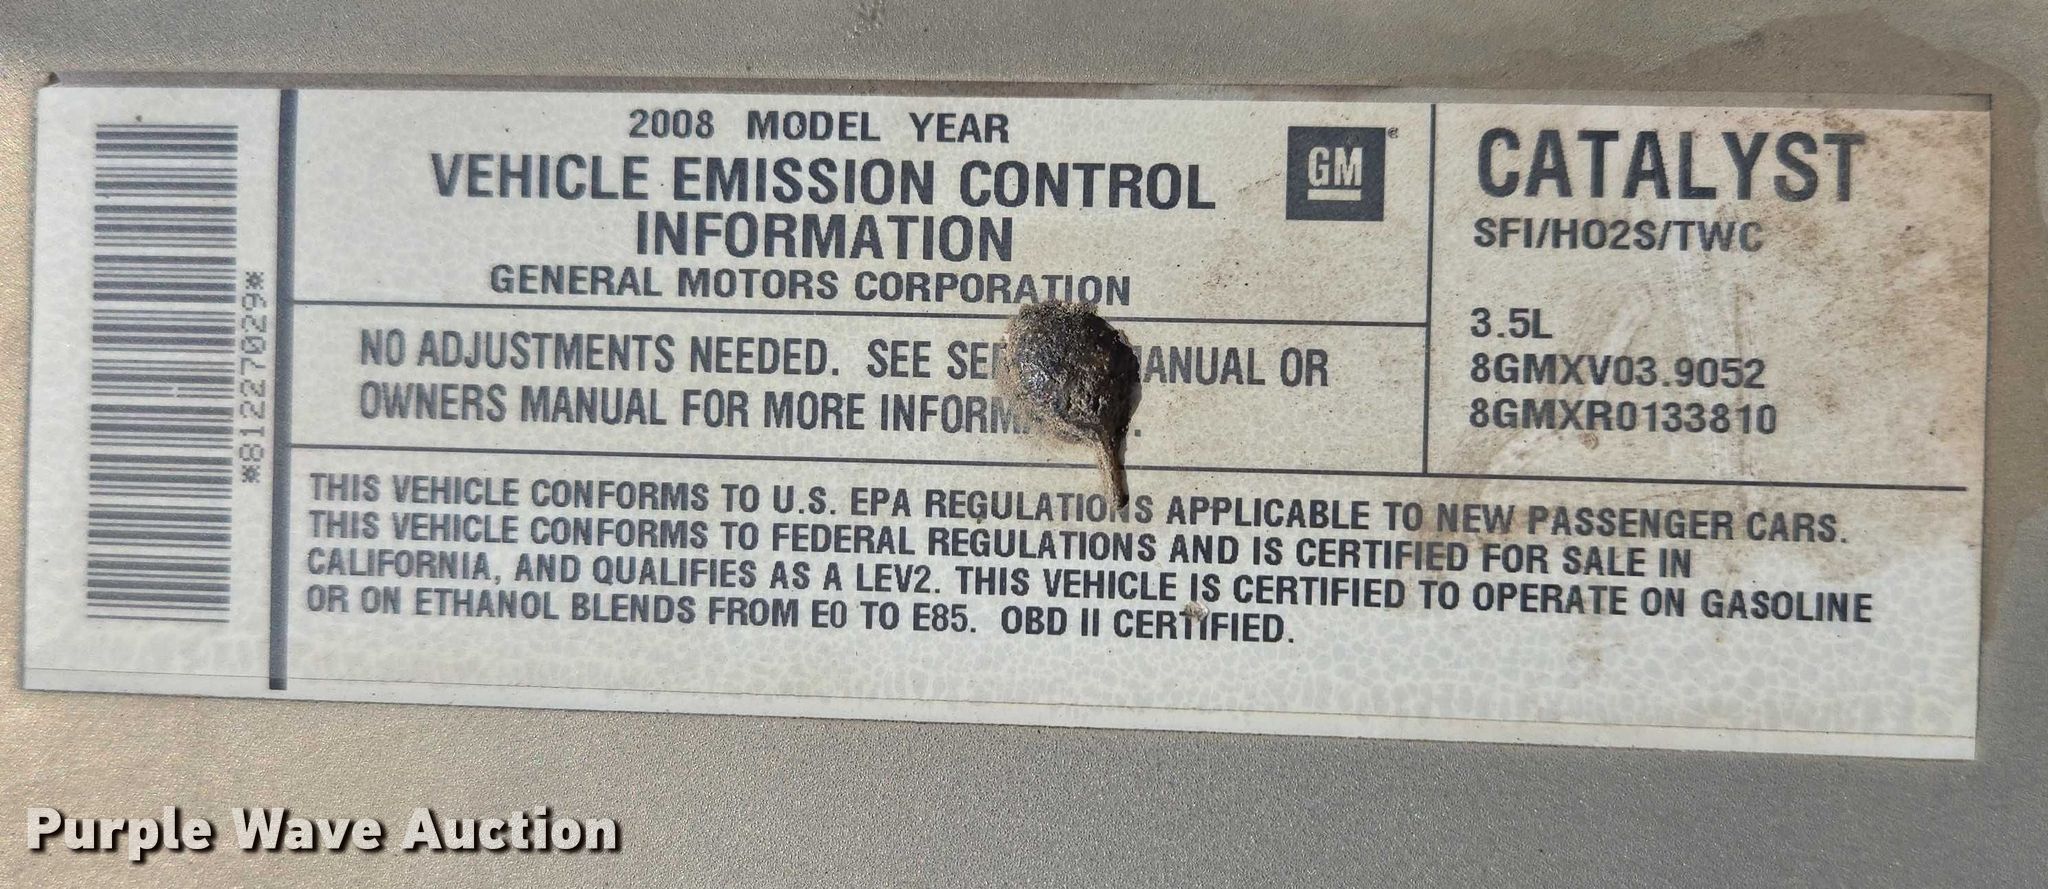 *81227029*
2008 MODEL YEAR
VEHICLE EMISSION CONTROL
INFORMATION
GENERAL MOTORS CORPORATION
GM
NO ADJUSTMENTS NEEDED. SEE MANUAL OR
OWNERS MANUAL FOR MORE
CATALYST
SFI/HO2S/TWC
3.5L
8GMXV03.9052
8GMXR0133810
THIS VEHICLE CONFORMS TO U.S. EPA REGULATIONS APPLICABLE TO NEW PASSENGER CARS.
THIS VEHICLE CONFORMS TO FEDERAL REGULATIONS AND IS CERTIFIED FOR SALE IN
CALIFORNIA, AND QUALIFIES AS A LEV2. THIS VEHICLE IS CERTIFIED TO OPERATE ON GASOLINE
OR ON ETHANOL BLENDS FROM E0 TO E85. OBD II CERTIFIED.
Purple Wave Auction